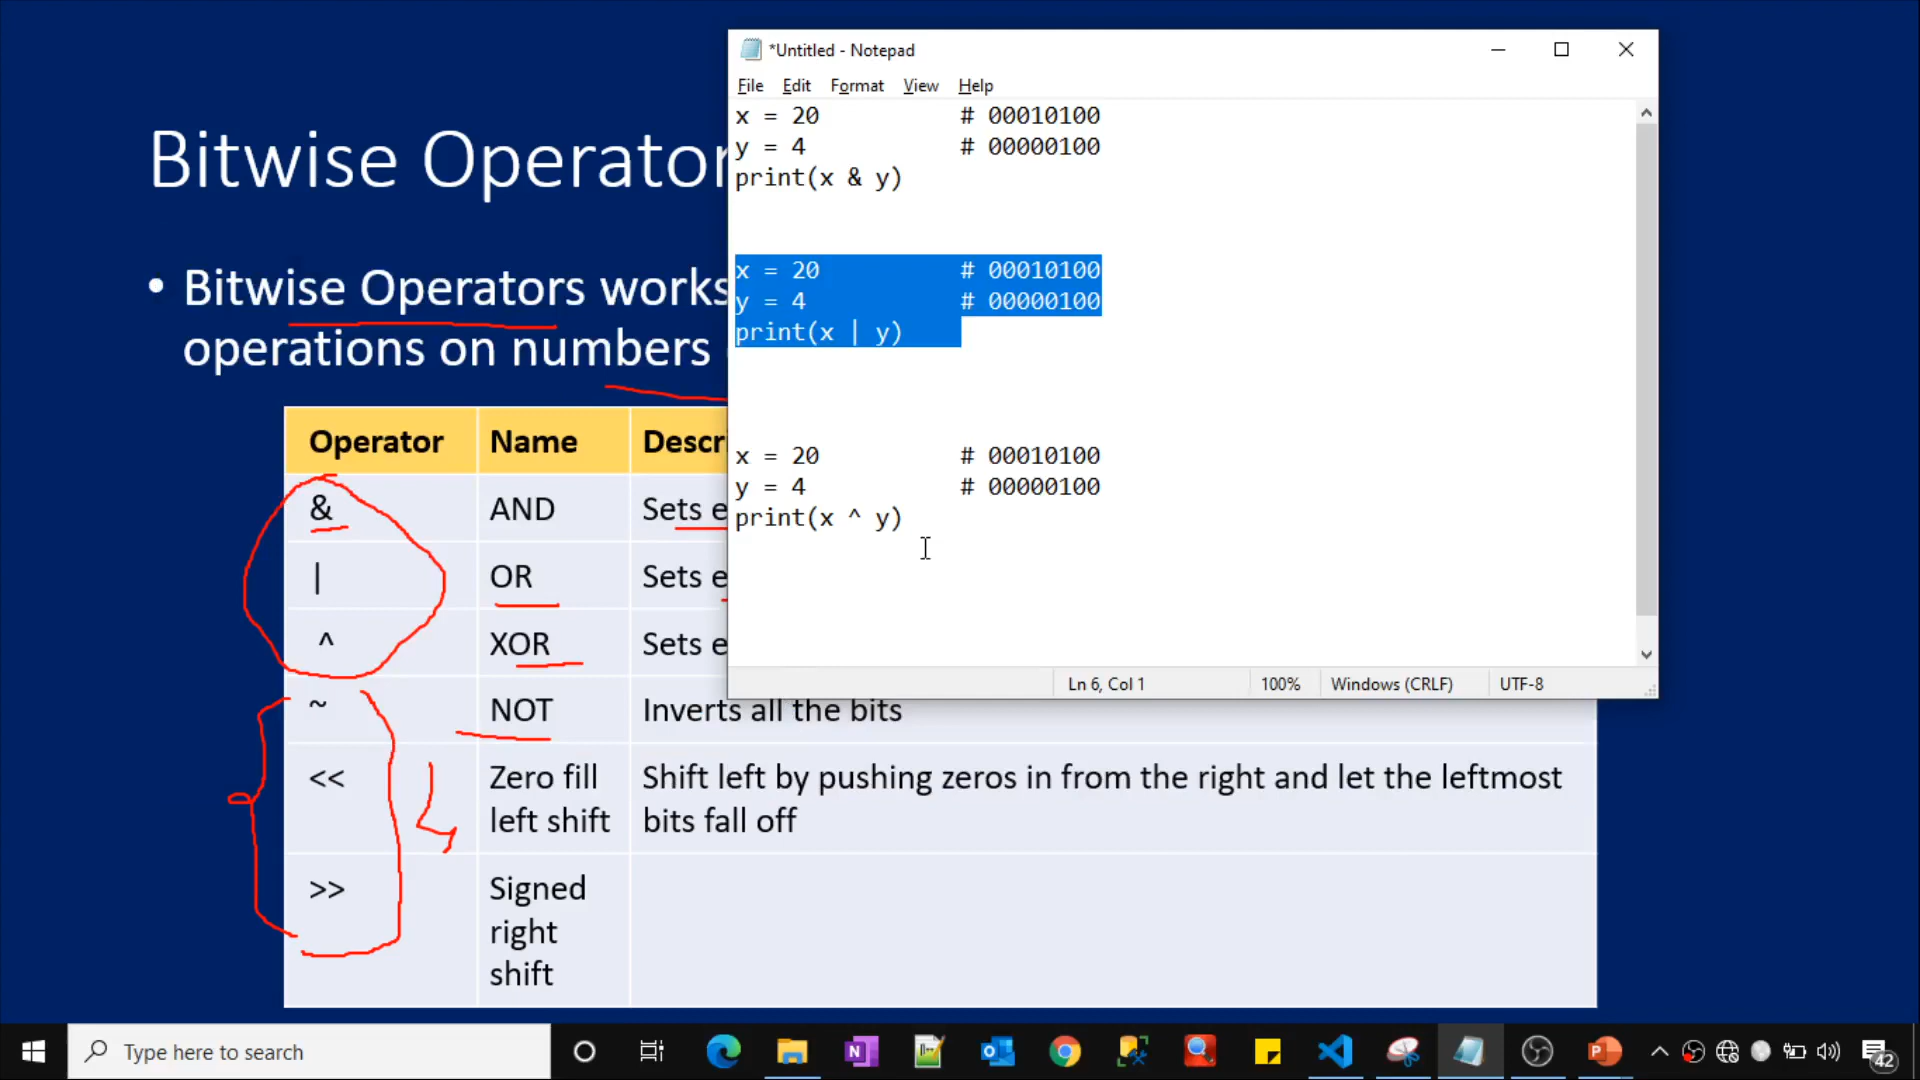 Bitwise Operator
• Bitwise Operators works
operations on numbers
Operator Name Descri
& AND Sets e
| OR Sets e
^ XOR Sets e
~ NOT Inverts all the bits
<< Zero fill left shift Shift left by pushing zeros in from the right and let the leftmost
bits fall off
>> Signed
right
shift
*Untitled - Notepad
File Edit Format View Help
x = 20 # 00010100
y = 4 # 00000100
print(x & y)
x = 20 # 00010100
y = 4 # 00000100
print(x | y)
x = 20 # 00010100
y = 4 # 00000100
print(x ^ y)
Ln 6, Col 1 100% Windows (CRLF) UTF-8
Type here to search
42